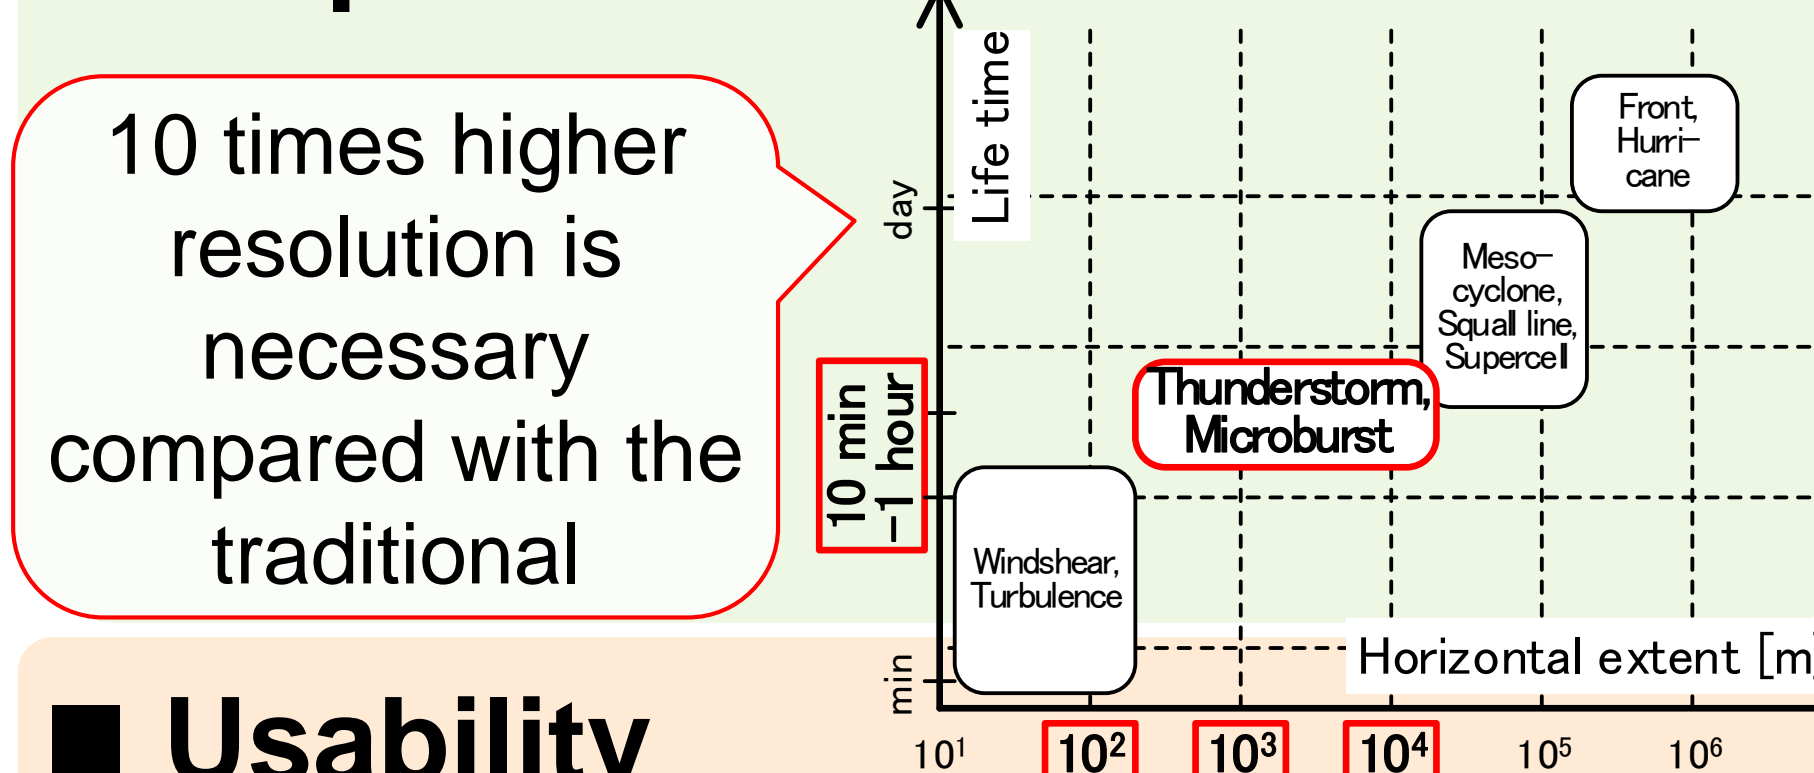 10 times higher
resolution is
necessary
compared with the
traditional
Life time
day
10 min
-1 hour
min
Front,
Hurri-
cane
Meso-
cyclone,
Squall line,
Supercell
Thunderstorm,
Microburst
Windshear,
Turbulence
Horizontal extent [m]
10¹ 10² 10³ 10⁴ 10⁵ 10⁶
■ Usability